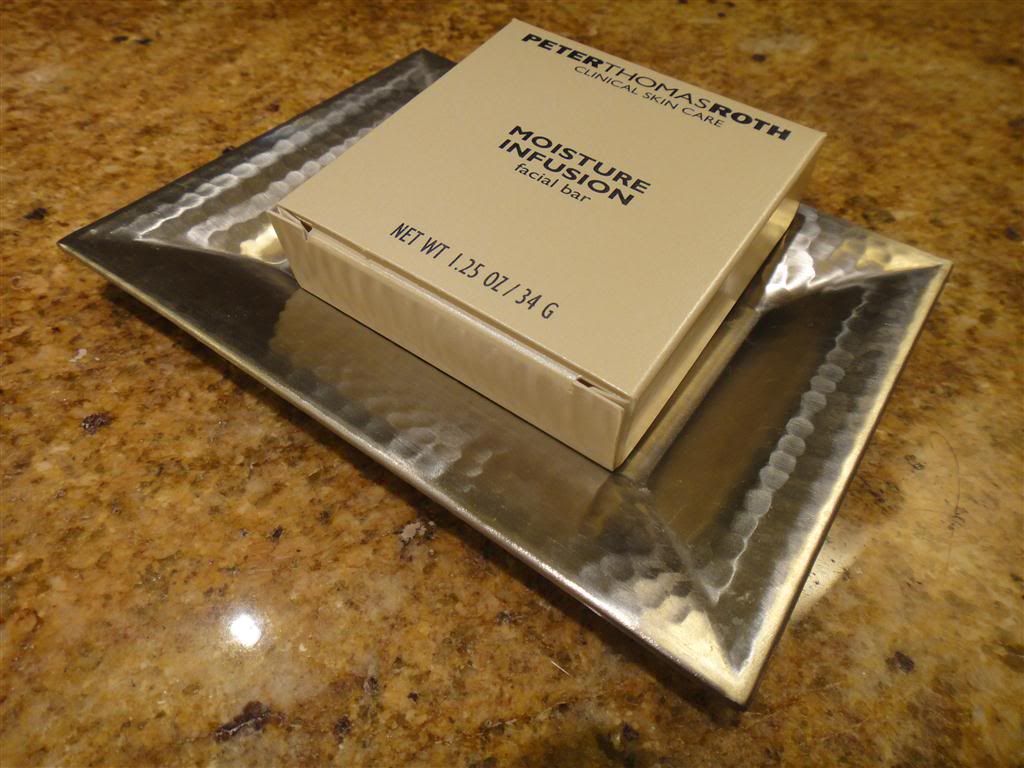 PETERTHOMASROTH
CLINICAL SKIN CARE
MOISTURE
INFUSION
facial bar
NET WT 1.25 OZ / 34 G